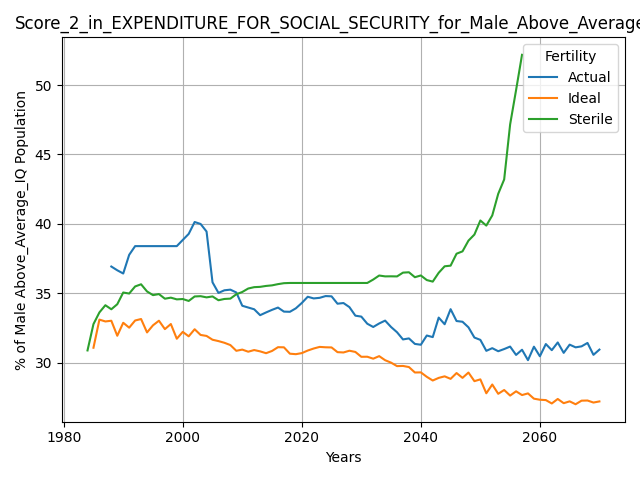 Score_2_in_EXPENDITURE_FOR_SOCIAL_SECURITY_for_Male_Above_Average
Fertility
Actual
Ideal
Sterile
% of Male Above_Average_IQ Population
50
45
40
35
30
1980
2000
2020
2040
2060
Years